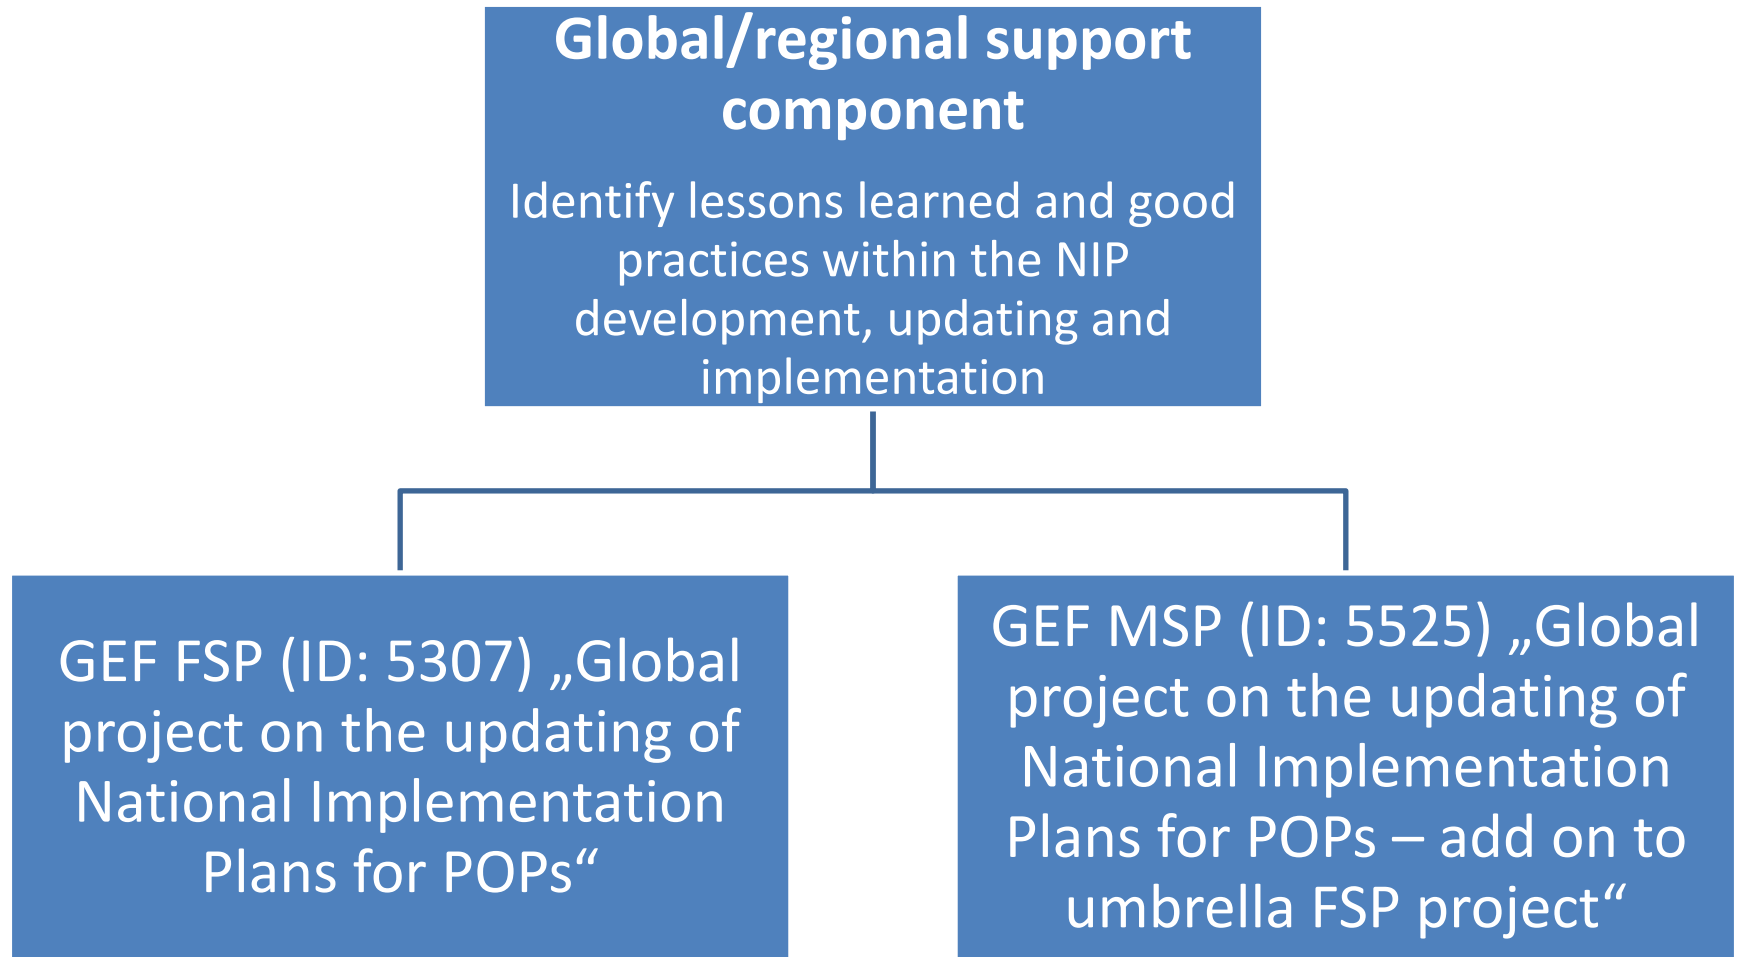 Global/regional support
component
Identify lessons learned and good
practices within the NIP
development, updating and
implementation
GEF FSP (ID: 5307) „Global
project on the updating of
National Implementation
Plans for POPs“
GEF MSP (ID: 5525) „Global
project on the updating of
National Implementation
Plans for POPs – add on to
umbrella FSP project“